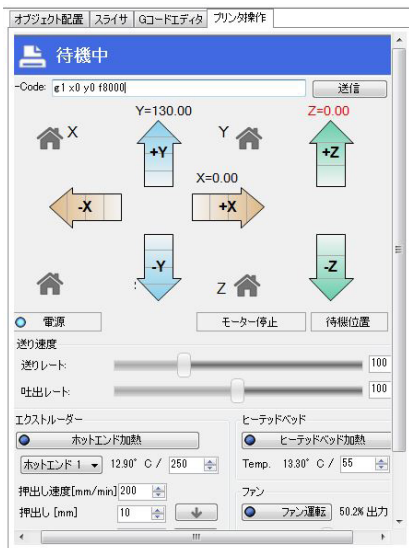 オブジェクト配置 スライサ Gコードエディタ プリンタ操作
待機中
-Code: g1 x0 y0 f8000 送信
Y=130.00 Z=0.00
X Y
+Y +Z
X=0.00
-X +X
-Y -Z
Z
電源 モーター停止 待機位置
送り速度
送りレート: 100
吐出レート: 100
エクストルーダー ヒーテッドベッド
ホットエンド加熱 ヒーテッドベッド加熱
ホットエンド 1 12.90° C / 250 Temp. 13.30° C / 55
押出し速度[mm/min] 200 ファン
押出し [mm] 10 ファン運転 50.2% 出力